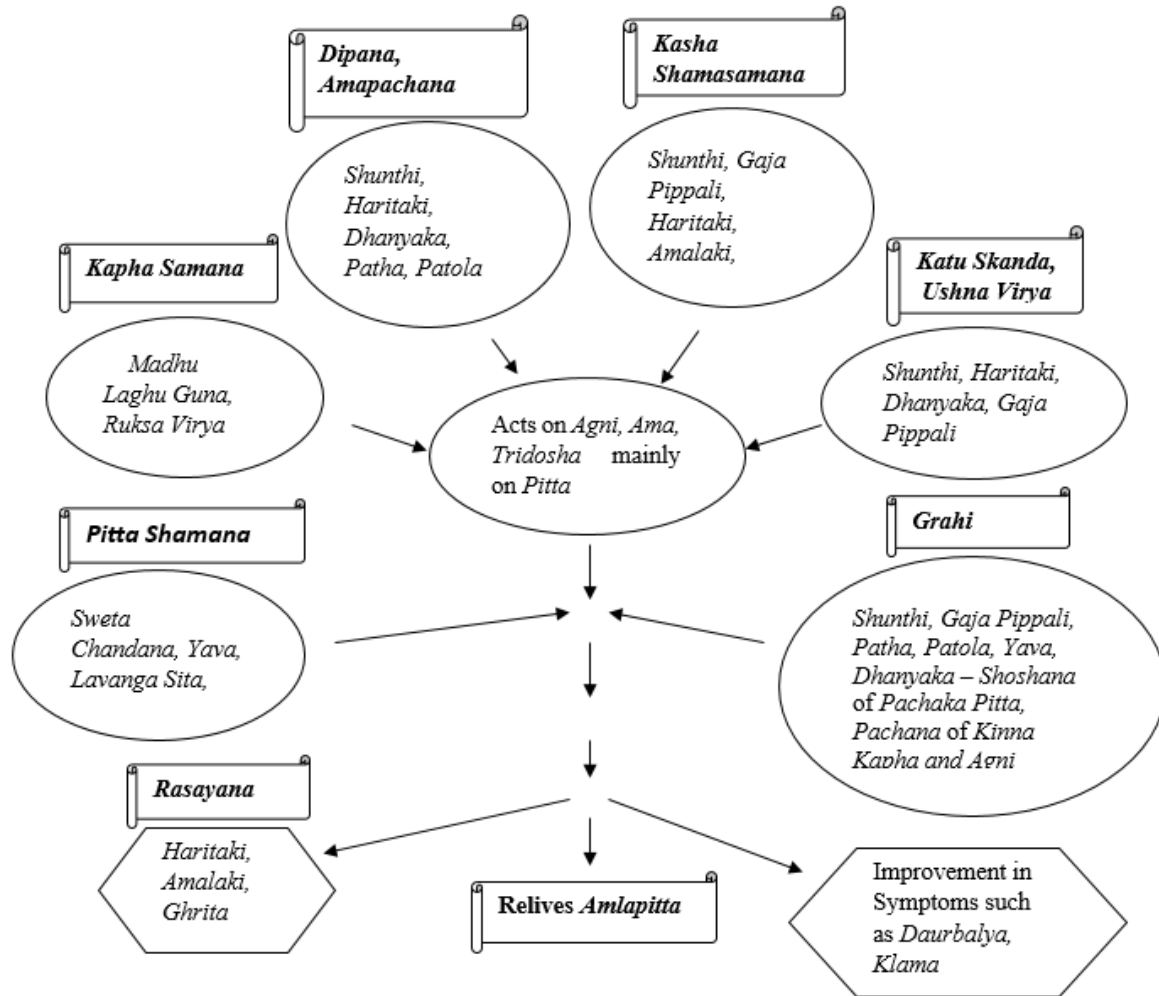 Dipana,
Amapachana
Kasha
Shamasamana
Shunthi,
Haritaki,
Dhanyaka,
Patha, Patola
Shunthi, Gaja
Pippali,
Haritaki,
Amalaki,
Kapha Samana
Katu Skanda,
Ushna Virya
Madhu
Laghu Guna,
Ruksa Virya
Shunthi, Haritaki,
Dhanyaka, Gaja
Pippali
Acts on Agni, Ama,
Tridosha mainly
on Pitta
Pitta Shamana
Grahi
Sweta
Chandana, Yava,
Lavanga Sita,
Shunthi, Gaja Pippali,
Patha, Patola, Yava,
Dhanyaka – Shoshana
of Pachaka Pitta,
Pachana of Kinna
Kapha and Agni
Rasayana
Haritaki,
Amalaki,
Ghrita
Relives Amlapitta
Improvement in
Symptoms such
as Daurbalya,
Klama